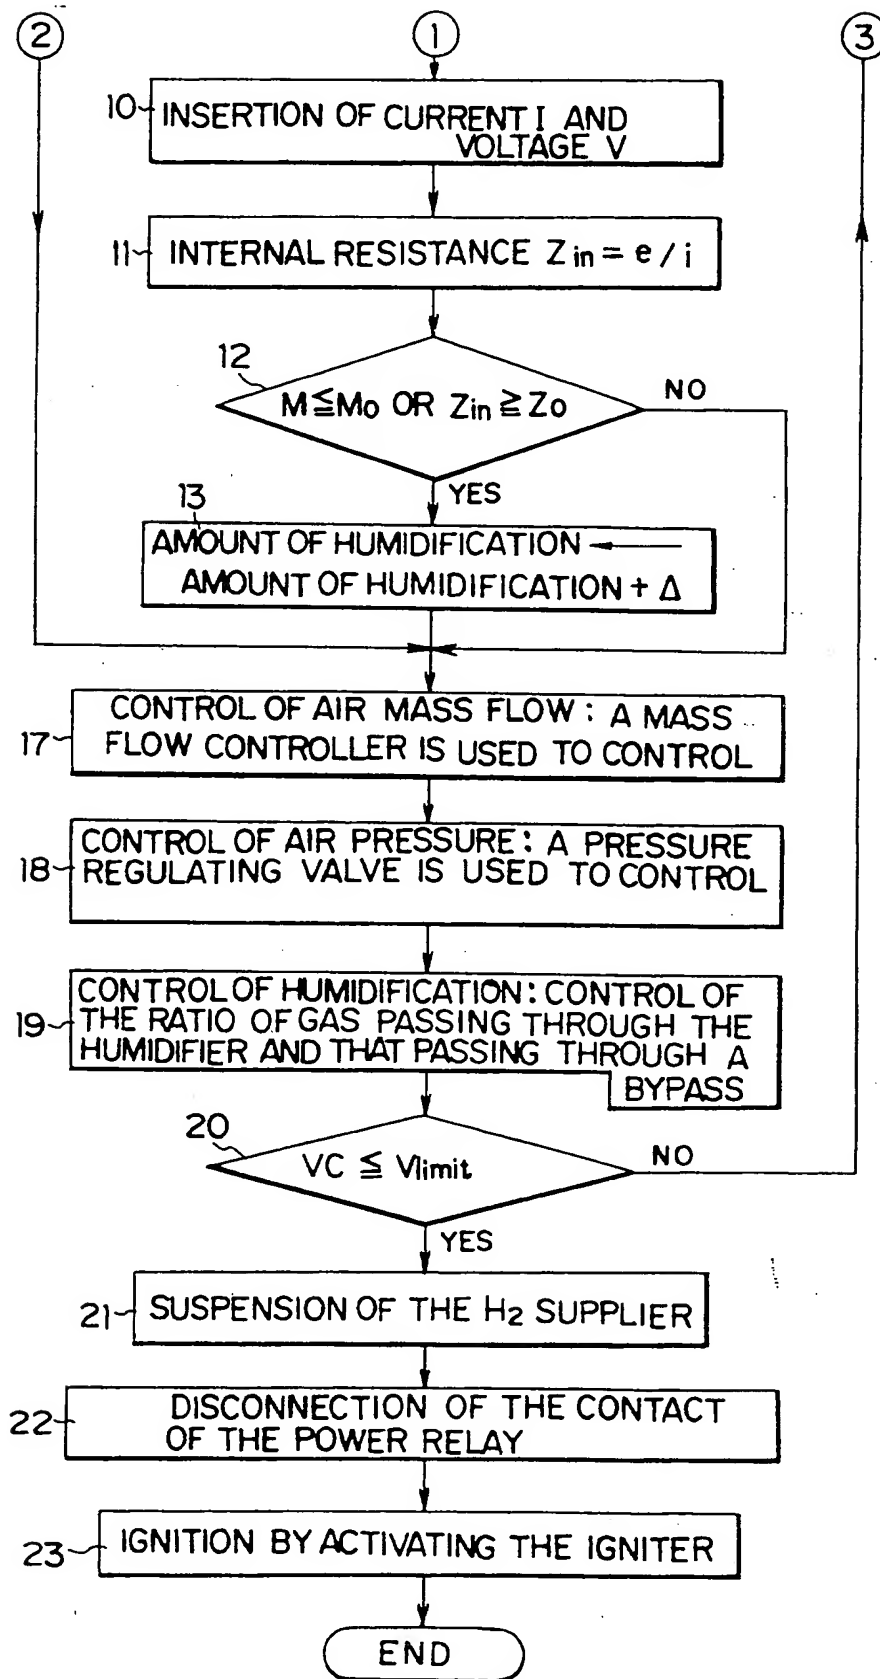 2 1 3
10 INSERTION OF CURRENT I AND
VOLTAGE V
11 INTERNAL RESISTANCE Zin = e / i
12
M ≦ Mo OR Zin ≧ Zo NO
YES
13
AMOUNT OF HUMIDIFICATION ←
AMOUNT OF HUMIDIFICATION + Δ
CONTROL OF AIR MASS FLOW : A MASS
17 FLOW CONTROLLER IS USED TO CONTROL
CONTROL OF AIR PRESSURE : A PRESSURE
18 REGULATING VALVE IS USED TO CONTROL
CONTROL OF HUMIDIFICATION : CONTROL OF
19 THE RATIO OF GAS PASSING THROUGH THE
HUMIDIFIER AND THAT PASSING THROUGH A
BYPASS
20
VC ≦ Vlimit NO
YES
21 SUSPENSION OF THE H2 SUPPLIER
22 DISCONNECTION OF THE CONTACT
OF THE POWER RELAY
23 IGNITION BY ACTIVATING THE IGNITER
END